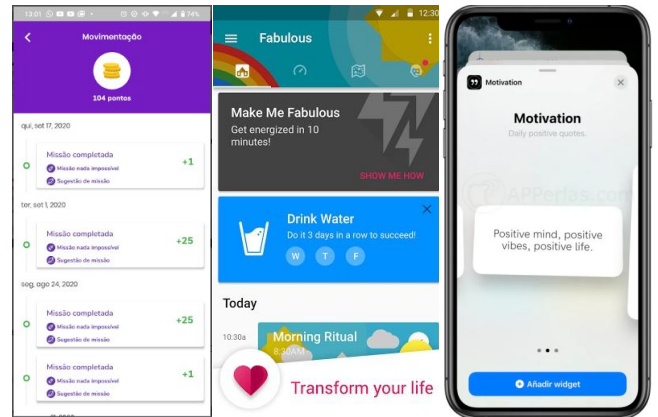 13:01
74%
Movimentação
104 pontos
qui, set 17, 2020
Missão completada
Missão nada impossível
Sugestão de missão
+1
ter, set 1, 2020
Missão completada
Missão nada impossível
Sugestão de missão
+25
seg, ago 24, 2020
Missão completada
Missão nada impossível
Sugestão de missão
+25
Missão completada
Missão nada impossível
Sugestão de missão
+1
12:30
Fabulous
Make Me Fabulous
Get energized in 10
minutes!
SHOW ME HOW
Drink Water
Do it 3 days in a row to succeed!
W T F
Today
10:30a
Morning Ritual
8:30AM
Transform your life
Motivation
Motivation
Daily positive quotes.
APPerlas.com
Positive mind, positive
vibes, positive life.
Añadir widget